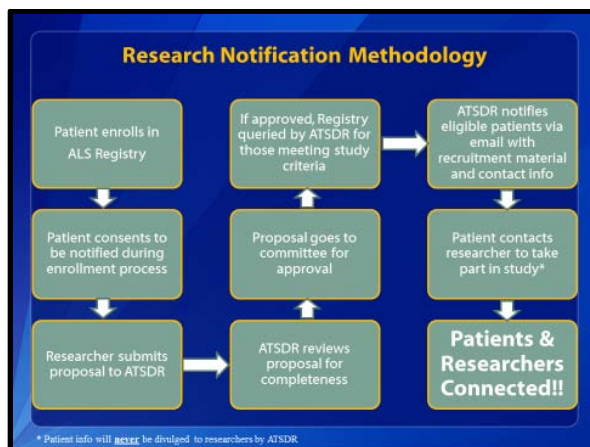 Research Notification Methodology
Patient enrolls in
ALS Registry
Patient consents to
be notified during
enrollment process
Researcher submits
proposal to ATSDR
ATSDR reviews
proposal for
completeness
Proposal goes to
committee for
approval
If approved, Registry
queried by ATSDR for
those meeting study
criteria
ATSDR notifies
eligible patients via
email with
recruitment material
and contact info
Patient contacts
researcher to take
part in study*
Patients &
Researchers
Connected!!
* Patient info will never be divulged to researchers by ATSDR